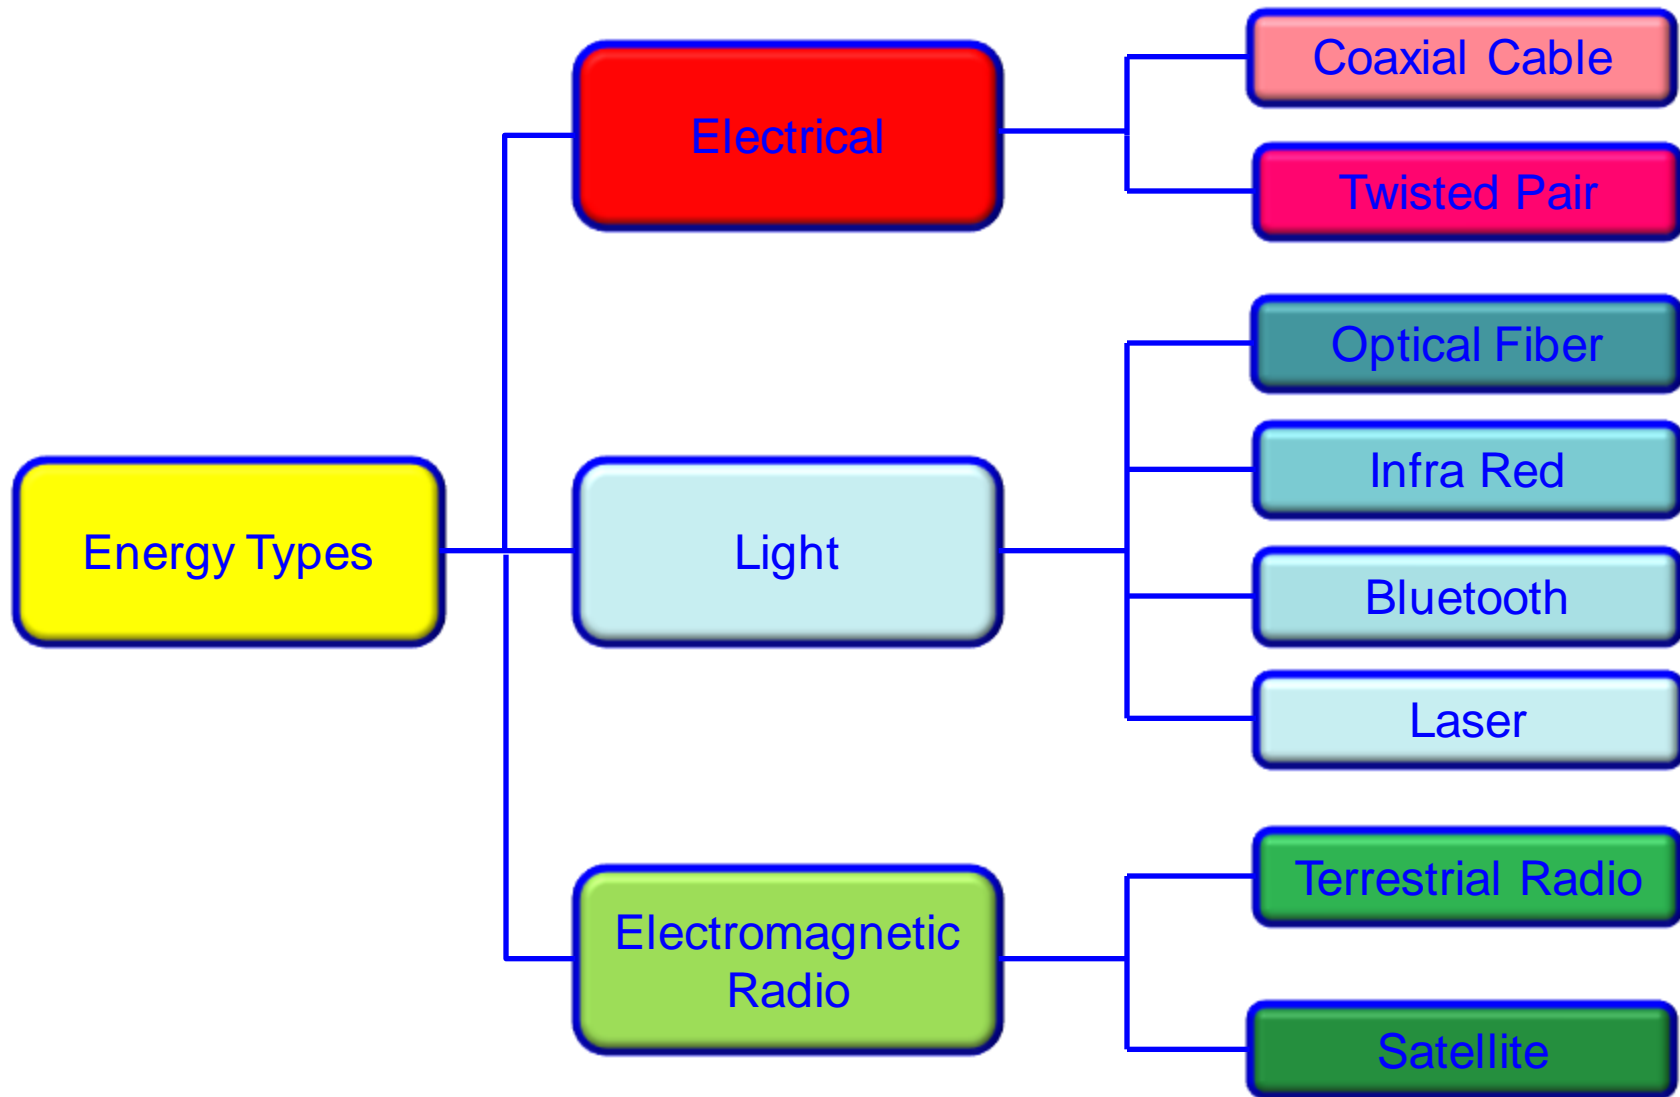 Energy Types
Electrical
Coaxial Cable
Twisted Pair
Light
Optical Fiber
Infra Red
Bluetooth
Laser
Electromagnetic
Radio
Terrestrial Radio
Satellite